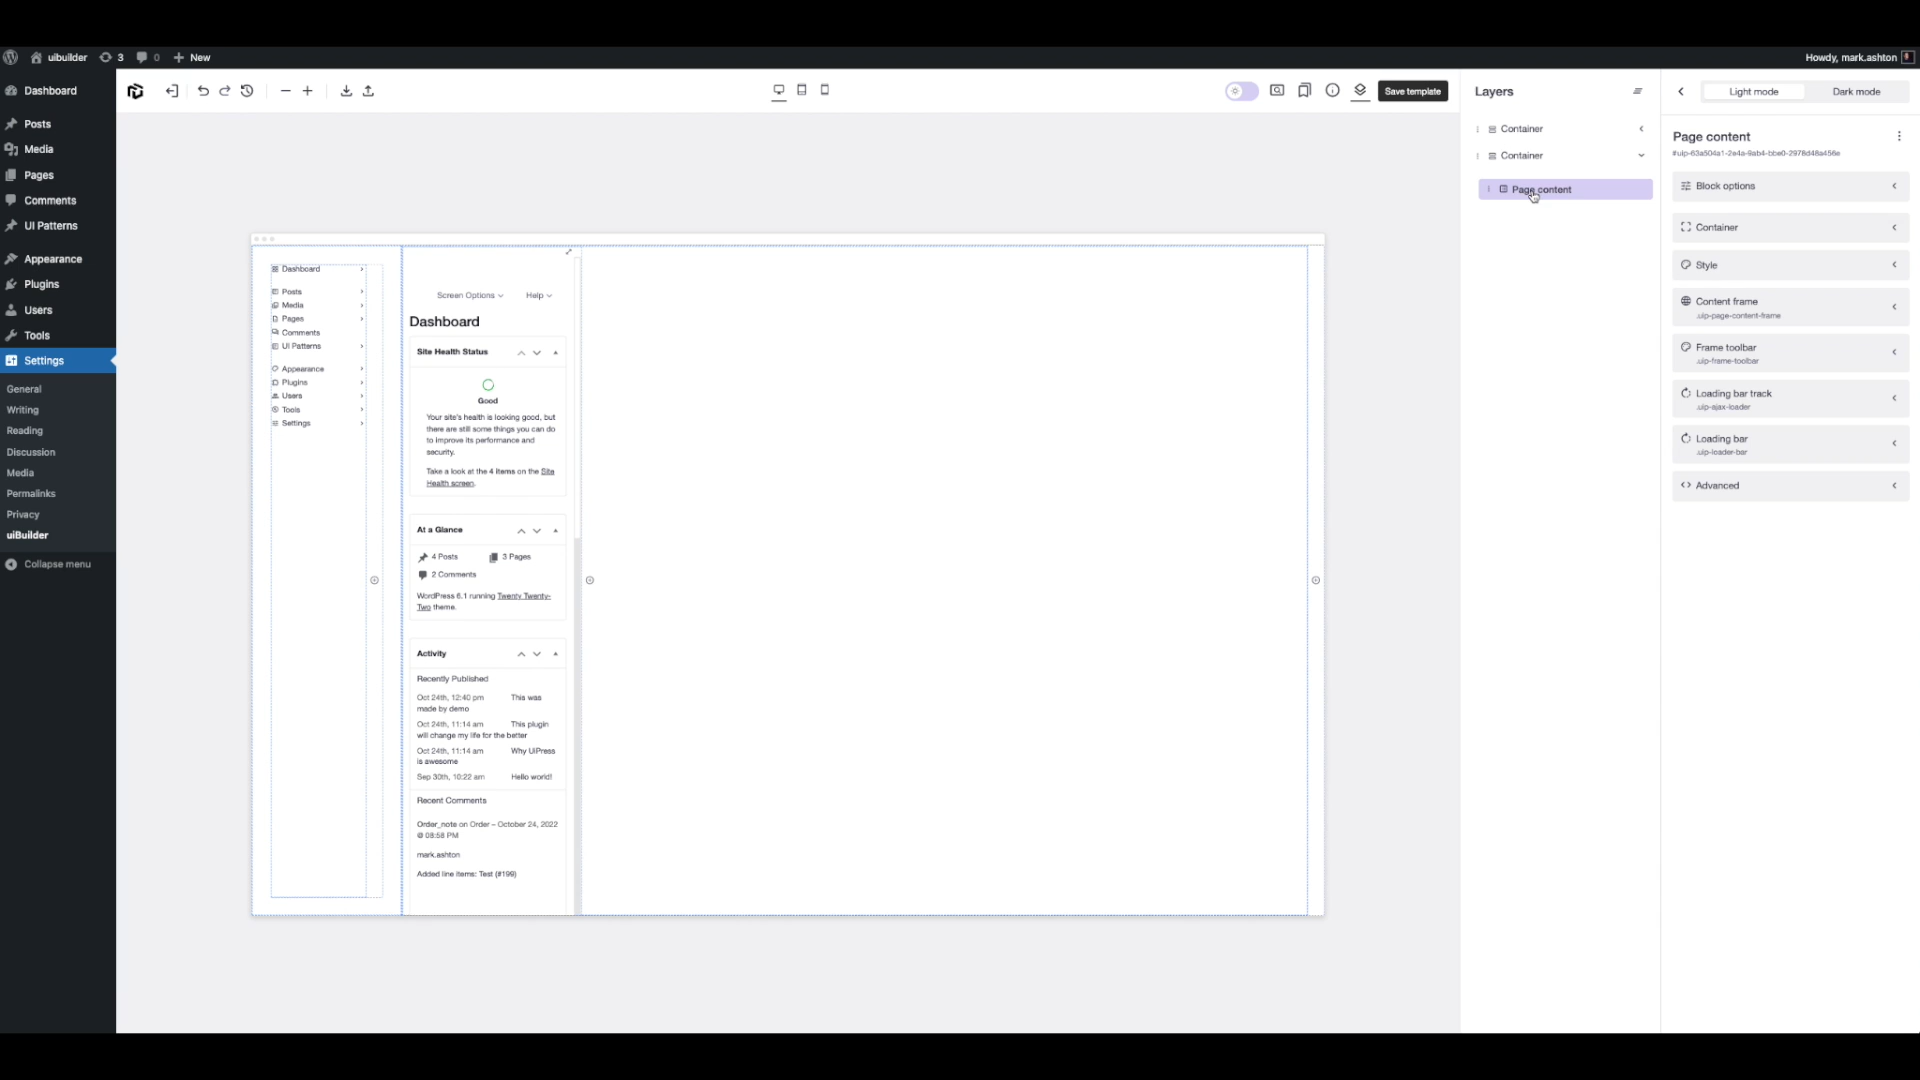 uibuilder
3
0
New
Howdy, mark.ashton
Dashboard
Posts
Media
Pages
Comments
UI Patterns
Appearance
Plugins
Users
Tools
Settings
General
Writing
Reading
Discussion
Media
Permalinks
Privacy
uiBuilder
Collapse menu
Save template
Dashboard
Posts
Media
Pages
Comments
UI Patterns
Appearance
Plugins
Users
Tools
Settings
Screen Options
Help
Dashboard
Site Health Status
Good
Your site's health is looking good, but
there are still some things you can do
to improve its performance and
security.
Take a look at the 4 items on the Site
Health screen.
At a Glance
4 Posts
3 Pages
2 Comments
WordPress 6.1 running Twenty Twenty-
Two theme.
Activity
Recently Published
Oct 24th, 12:40 pm This was
made by demo
Oct 24th, 11:14 am This plugin
will change my life for the better
Oct 24th, 11:14 am Why UiPress
is awesome
Sep 30th, 10:22 am Hello world!
Recent Comments
Order_note on Order – October 24, 2022
@ 08:58 PM
mark.ashton
Added line items: Test (#199)
Layers
Container
Container
Page content
Light mode
Dark mode
Page content
#uip-63a504a1-2e4a-9ab4-bbe0-2978d48a456e
Block options
Container
Style
Content frame
.uip-page-content-frame
Frame toolbar
.uip-frame-toolbar
Loading bar track
.uip-ajax-loader
Loading bar
.uip-loader-bar
Advanced